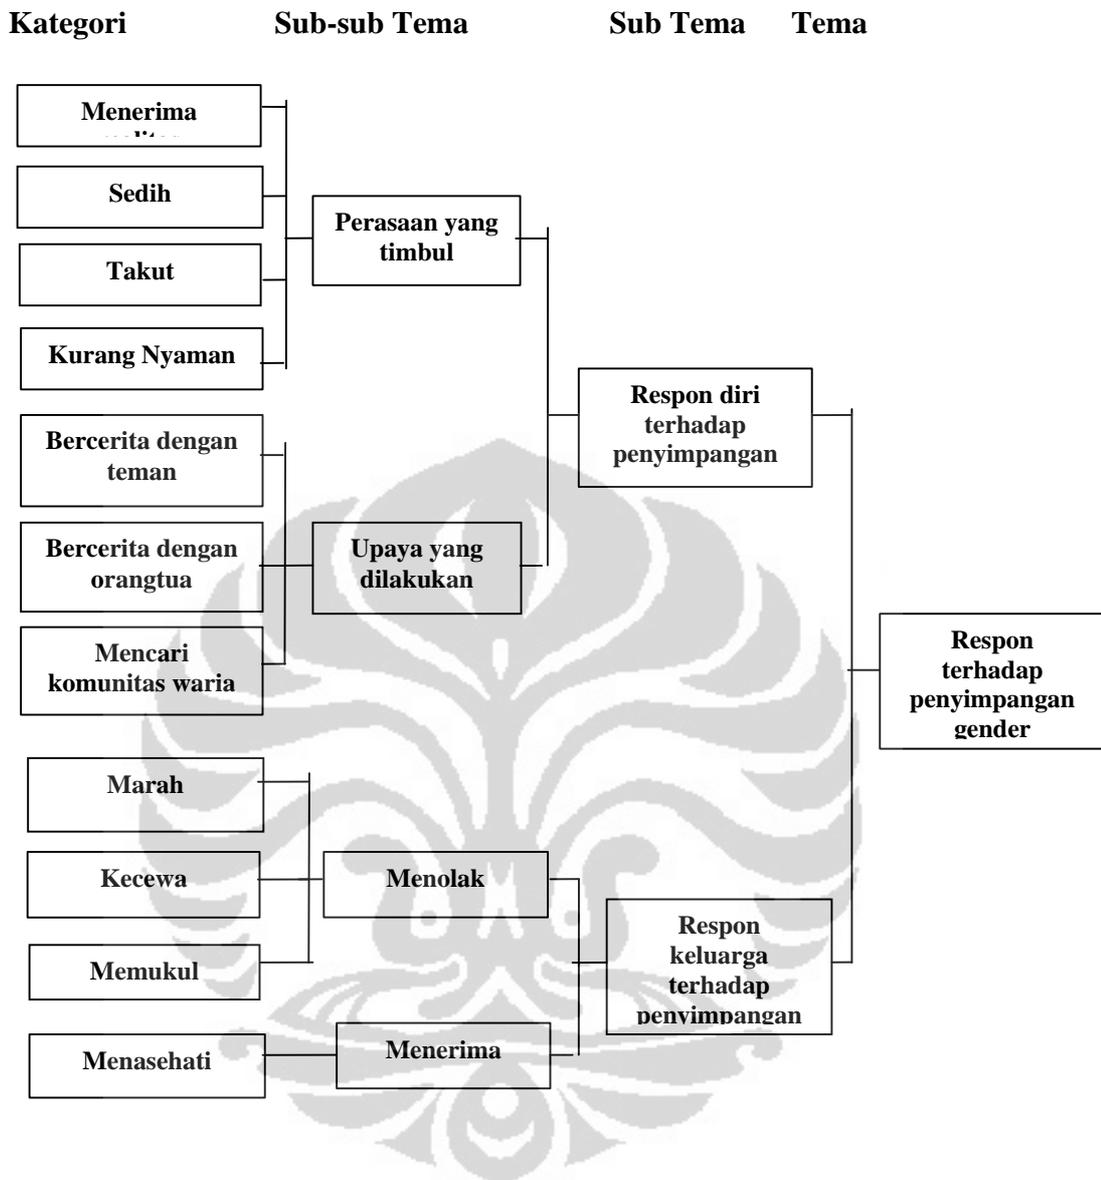 Kategori Sub-sub Tema Sub Tema Tema
Menerima
Sedih
Takut
Kurang Nyaman
Perasaan yang
timbul
Bercerita dengan
teman
Bercerita dengan
orangtua
Mencari
komunitas waria
Upaya yang
dilakukan
Respon diri
terhadap
penyimpangan
Marah
Kecewa
Memukul
Menolak
Menasehati
Menerima
Respon
keluarga
terhadap
penyimpangan
Respon
terhadap
penyimpangan
gender